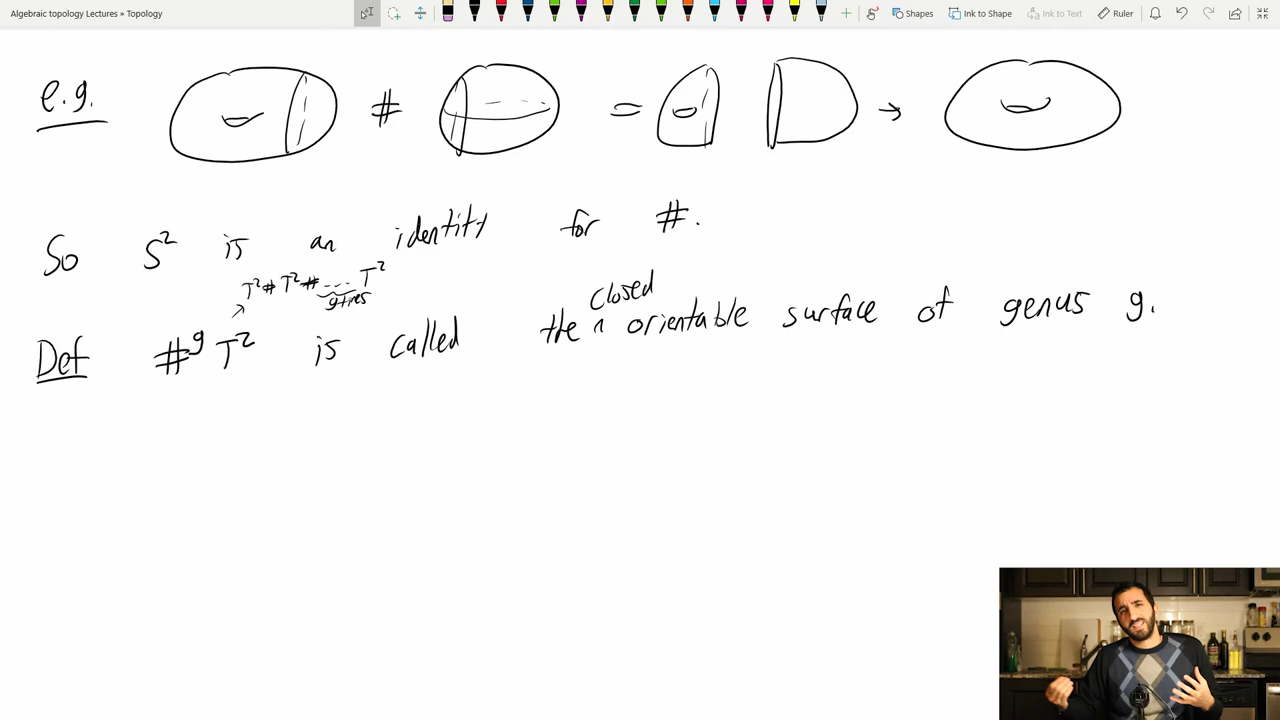 Algebraic topology Lectures » Topology
Shapes Ink to Shape Ink to Text Ruler
e.g. # = →
So S² is an identity for #.
T² # T² # .... T²
g times
closed
Def #^g T² is called the ^ orientable surface of genus g.